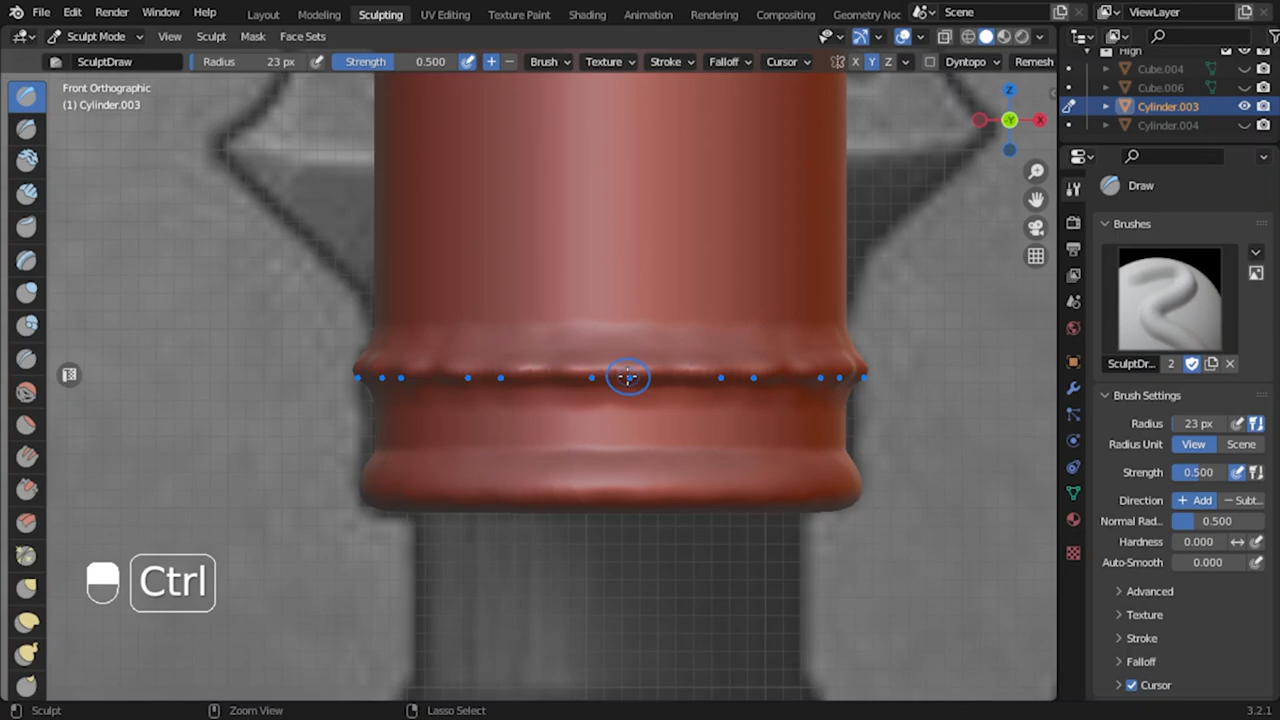 File Edit Render Window Help Layout Modeling Sculpting UV Editing Texture Paint Shading Animation Rendering Compositing Geometry Noc Scene ViewLayer
Sculpt Mode View Sculpt Mask Face Sets
SculptDraw Radius 23 px Strength 0.500 + − Brush Texture Stroke Falloff Cursor X Y Z Dyntopo Remesh
High
Cube.004
Cube.006
Cylinder.003
Cylinder.004
Front Orthographic
(1) Cylinder.003
Z
-Y
X
Draw
Brushes
SculptDr... 2
Brush Settings
Radius 23 px
Radius Unit View Scene
Strength 0.500
Direction + Add − Subt...
Normal Rad... 0.500
Hardness 0.000
Auto-Smooth 0.000
Advanced
Texture
Stroke
Falloff
Cursor
Ctrl
Sculpt Zoom View Lasso Select 3.2.1